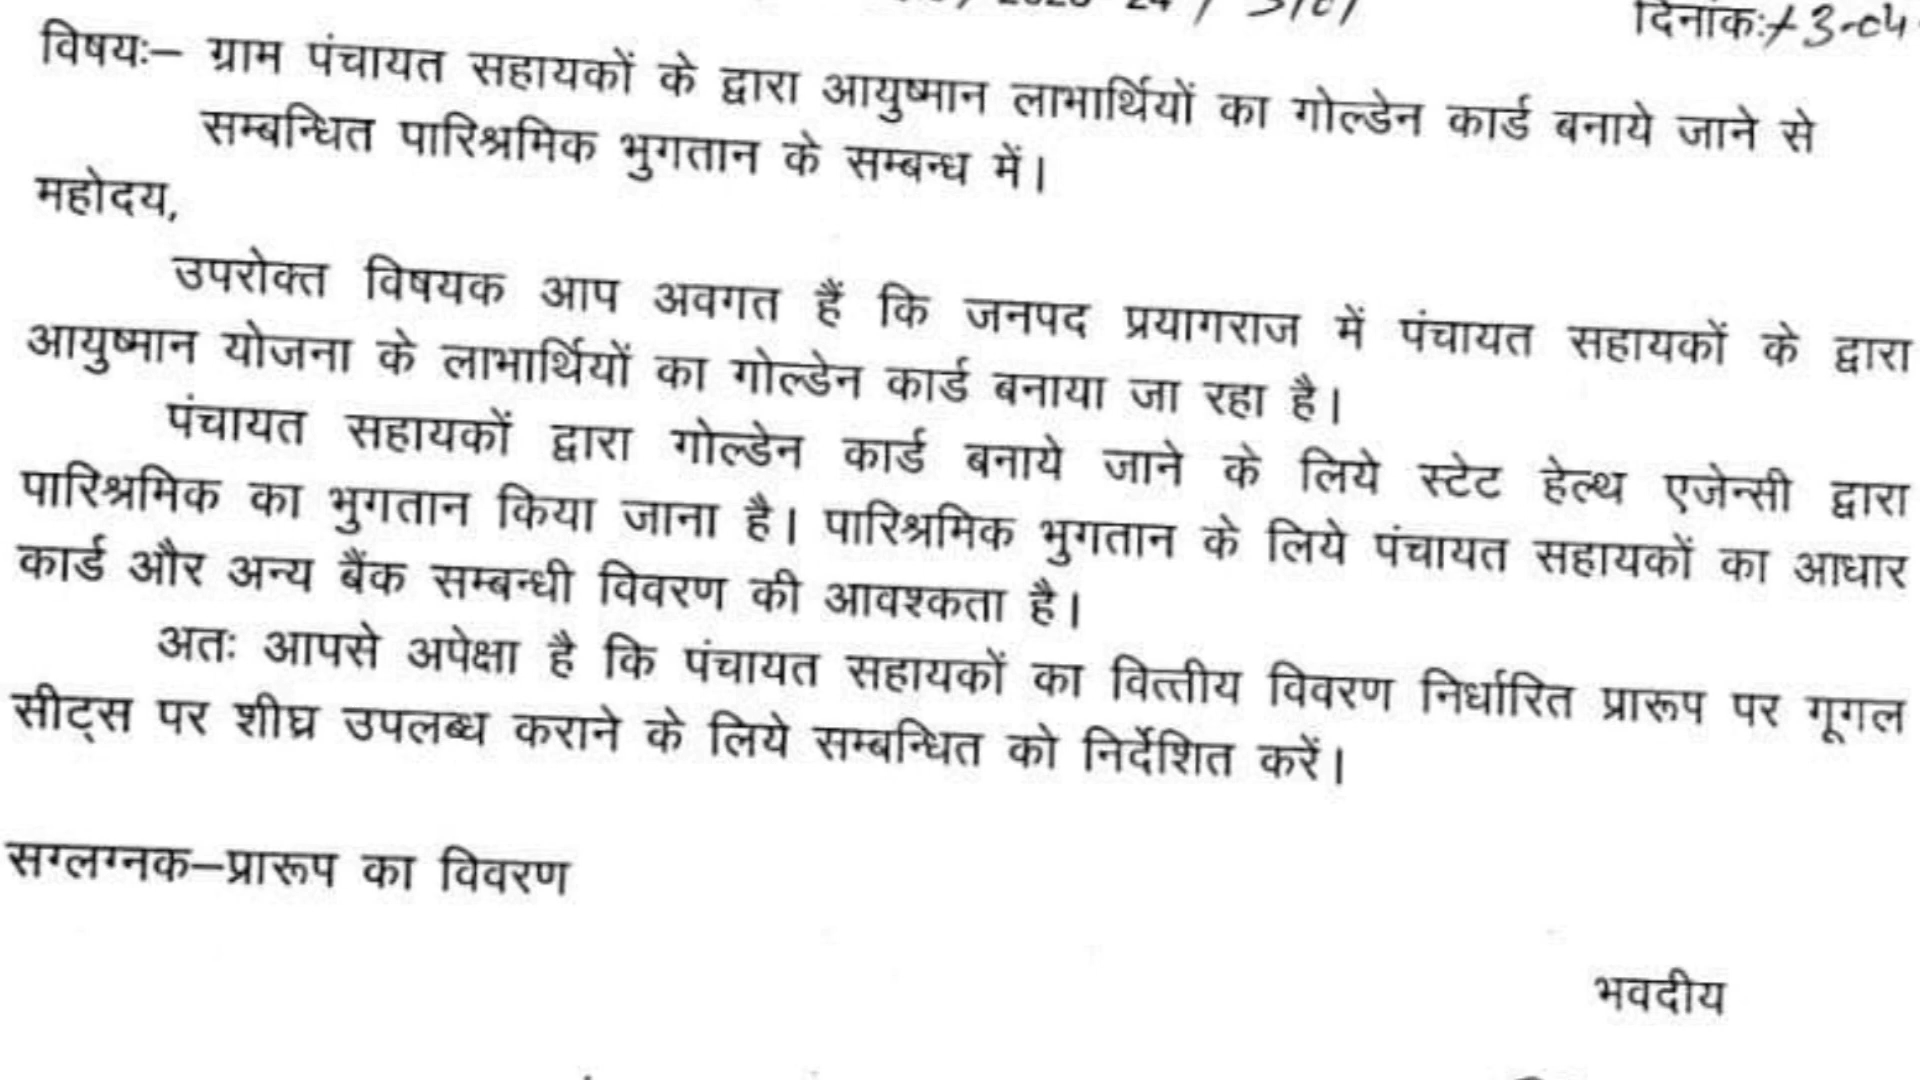 दिनांकः
विषयः– ग्राम पंचायत सहायकों के द्वारा आयुष्मान लाभार्थियों का गोल्डेन कार्ड बनाये जाने से
सम्बन्धित पारिश्रमिक भुगतान के सम्बन्ध में।
महोदय,
उपरोक्त विषयक आप अवगत हैं कि जनपद प्रयागराज में पंचायत सहायकों के द्वारा
आयुष्मान योजना के लाभार्थियों का गोल्डेन कार्ड बनाया जा रहा है।
पंचायत सहायकों द्वारा गोल्डेन कार्ड बनाये जाने के लिये स्टेट हेल्थ एजेन्सी द्वारा
पारिश्रमिक का भुगतान किया जाना है। पारिश्रमिक भुगतान के लिये पंचायत सहायकों का आधार
कार्ड और अन्य बैंक सम्बन्धी विवरण की आवश्कता है।
अतः आपसे अपेक्षा है कि पंचायत सहायकों का वित्तीय विवरण निर्धारित प्रारूप पर गूगल
सीट्स पर शीघ्र उपलब्ध कराने के लिये सम्बन्धित को निर्देशित करें।
सग्लग्नक–प्रारूप का विवरण
भवदीय